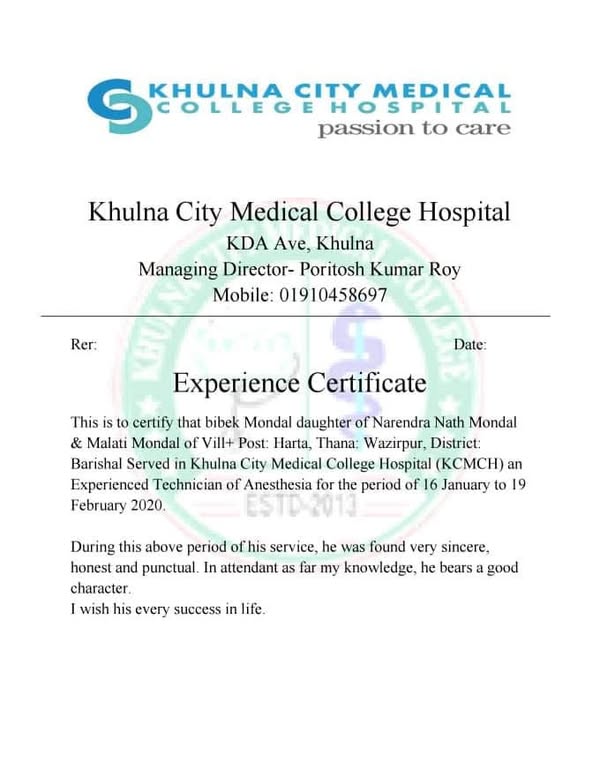 KHULNA CITY MEDICAL
COLLEGE HOSPITAL
passion to care
Khulna City Medical College Hospital
KDA Ave, Khulna
Managing Director- Poritosh Kumar Roy
Mobile: 01910458697
Rer: Date:
Experience Certificate
This is to certify that bibek Mondal daughter of Narendra Nath Mondal
& Malati Mondal of Vill+ Post: Harta, Thana: Wazirpur, District:
Barishal Served in Khulna City Medical College Hospital (KCMCH) an
Experienced Technician of Anesthesia for the period of 16 January to 19
February 2020.
During this above period of his service, he was found very sincere,
honest and punctual. In attendant as far my knowledge, he bears a good
character.
I wish his every success in life.
KHULNA CITY MEDICAL COLLEGE
ESTD-2013